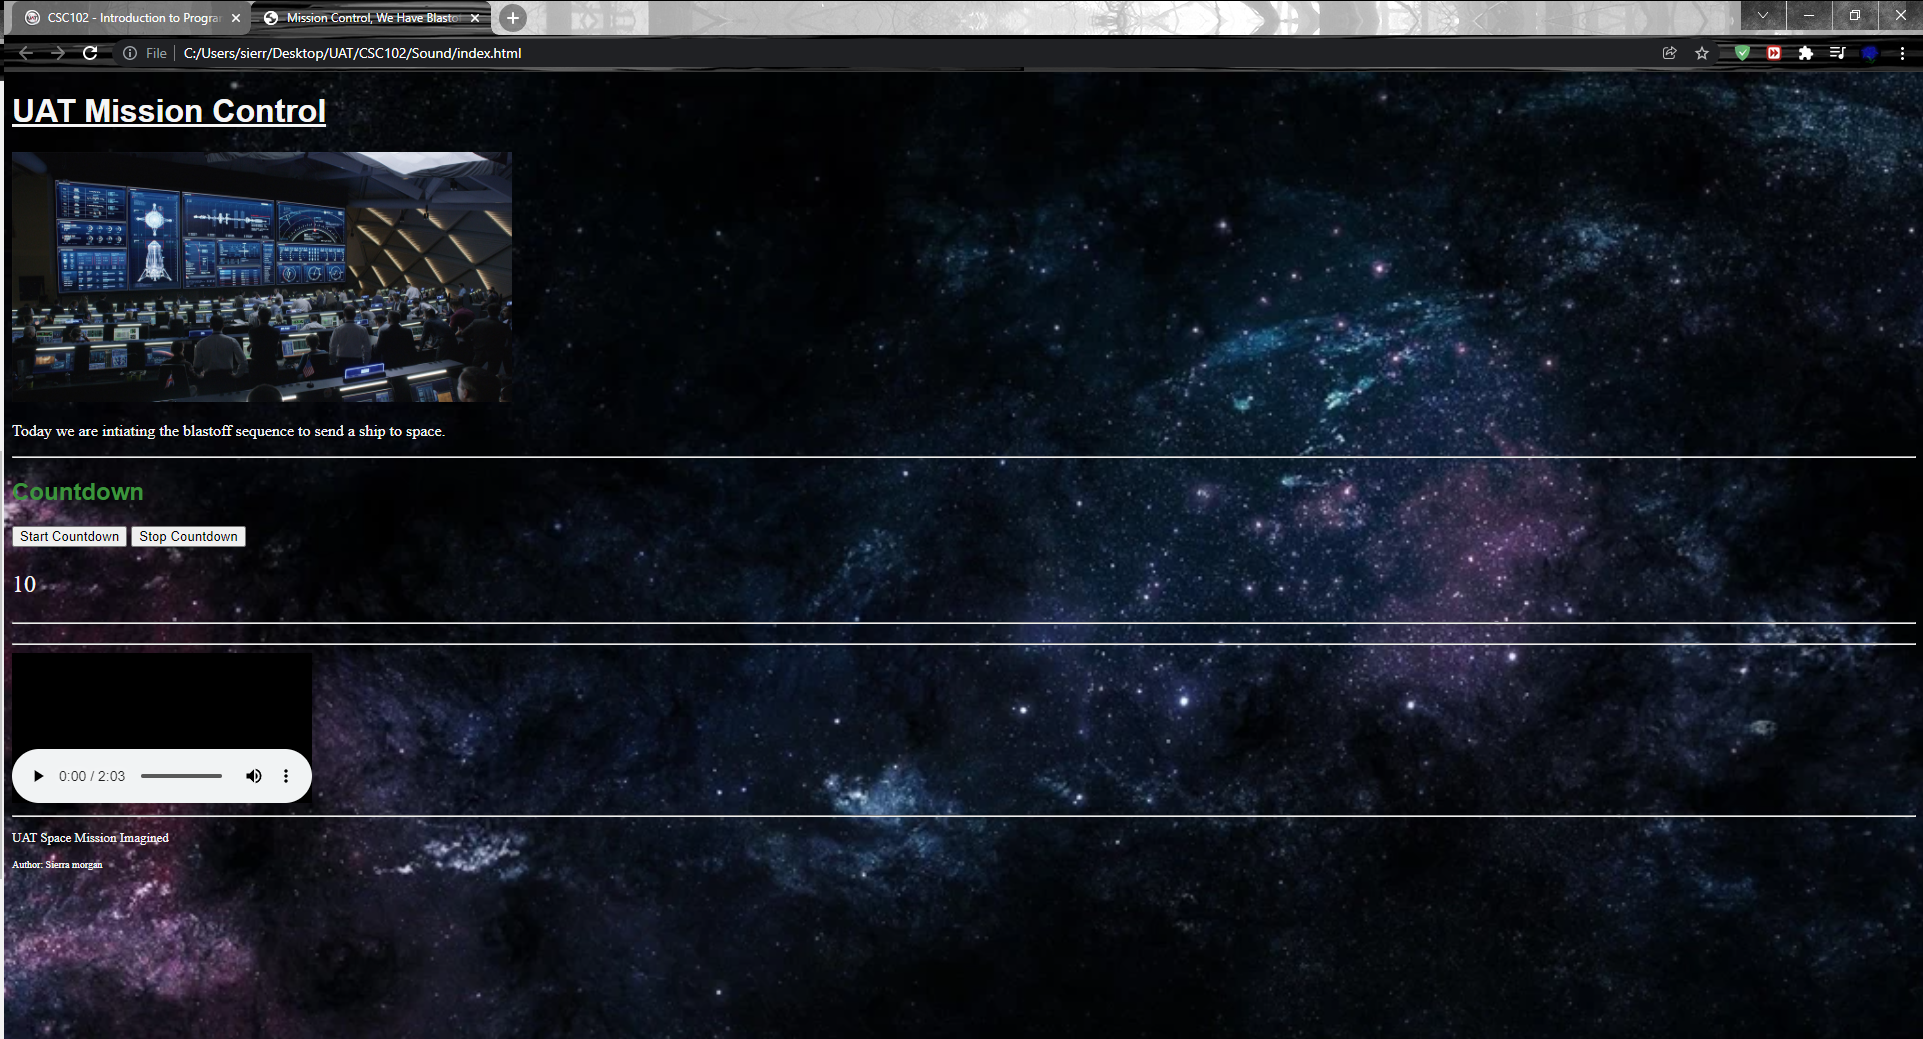 CSC102 - Introduction to Progra
Mission Control, We Have Blasto
File
C:/Users/sierr/Desktop/UAT/CSC102/Sound/index.html
UAT Mission Control
Today we are intiating the blastoff sequence to send a ship to space.
Countdown
Start Countdown Stop Countdown
10
0:00 / 2:03
UAT Space Mission Imagined
Author: Sierra morgan